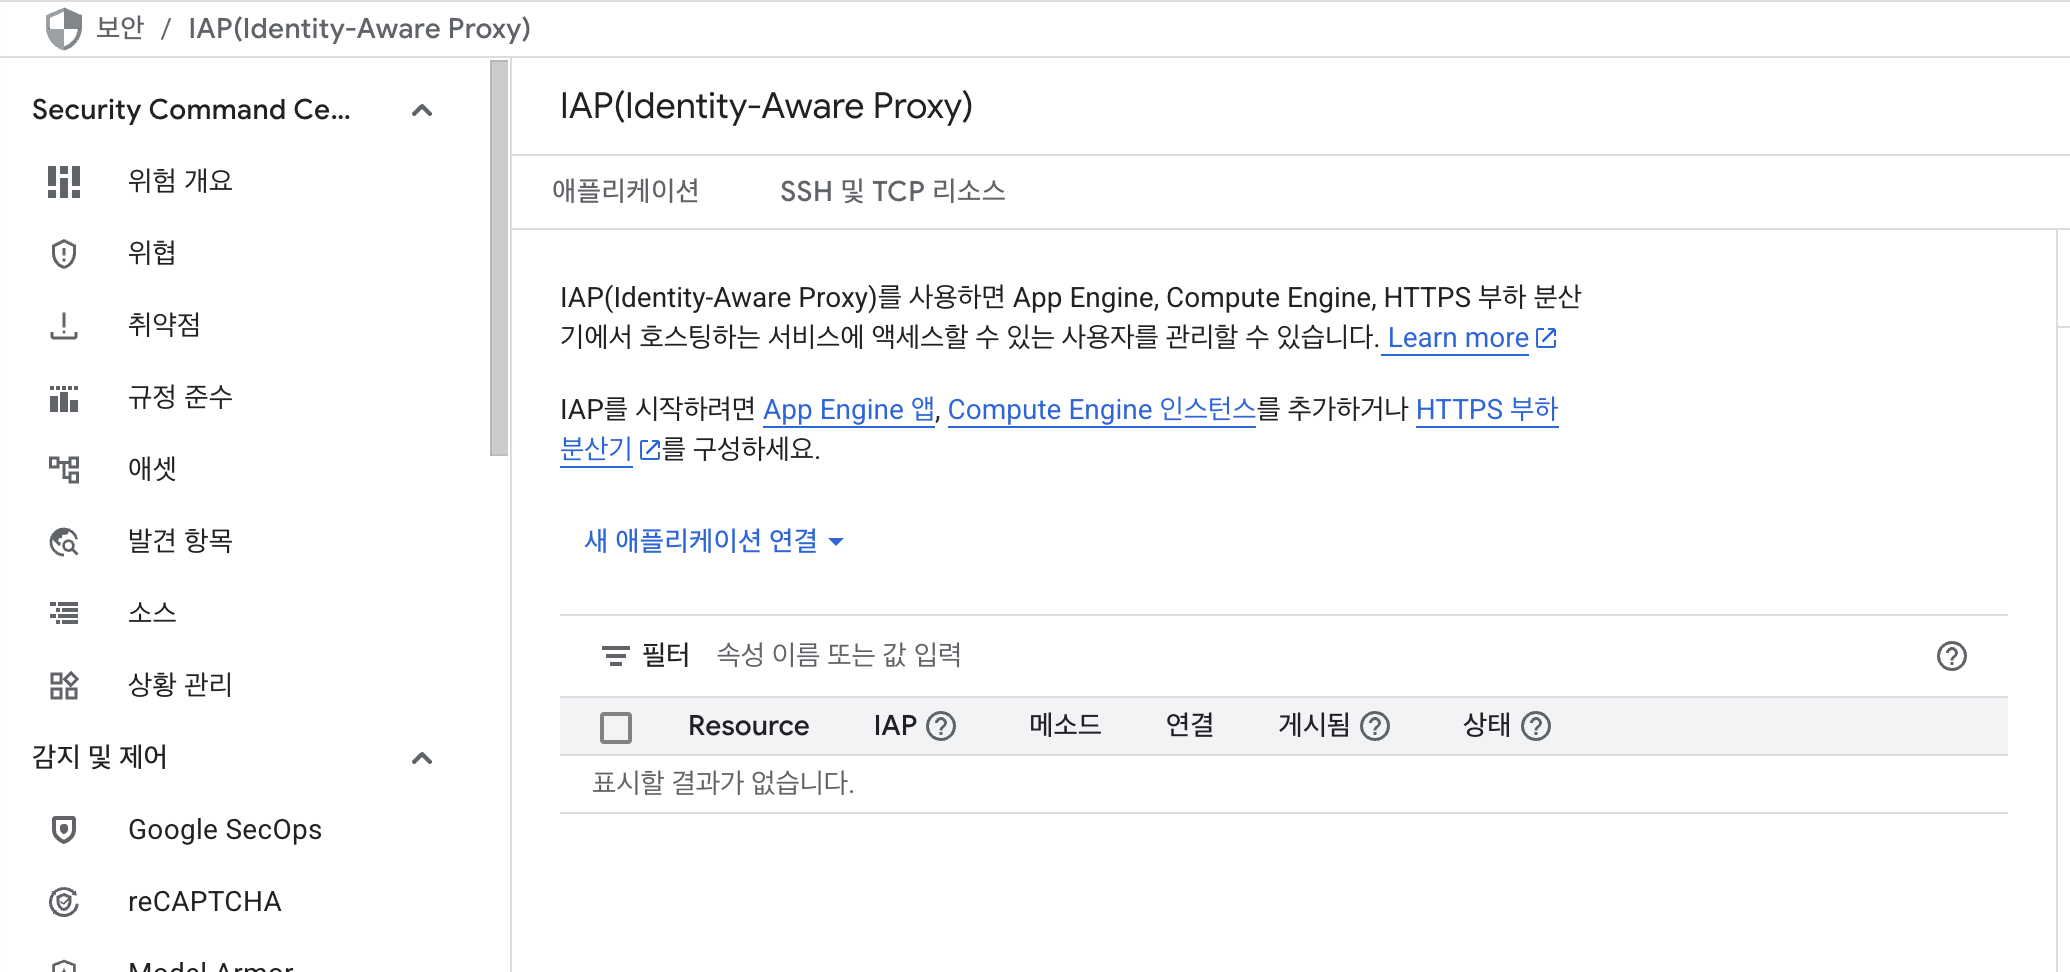 보안 / IAP(Identity-Aware Proxy)
Security Command Ce...
위험 개요
위협
취약점
규정 준수
애셋
발견 항목
소스
상황 관리
감지 및 제어
Google SecOps
reCAPTCHA
Model Armor
IAP(Identity-Aware Proxy)
애플리케이션 SSH 및 TCP 리소스
IAP(Identity-Aware Proxy)를 사용하면 App Engine, Compute Engine, HTTPS 부하 분산
기에서 호스팅하는 서비스에 액세스할 수 있는 사용자를 관리할 수 있습니다. Learn more
IAP를 시작하려면 App Engine 앱, Compute Engine 인스턴스를 추가하거나 HTTPS 부하
분산기를 구성하세요.
새 애플리케이션 연결
필터 속성 이름 또는 값 입력
Resource IAP 메소드 연결 게시됨 상태
표시할 결과가 없습니다.